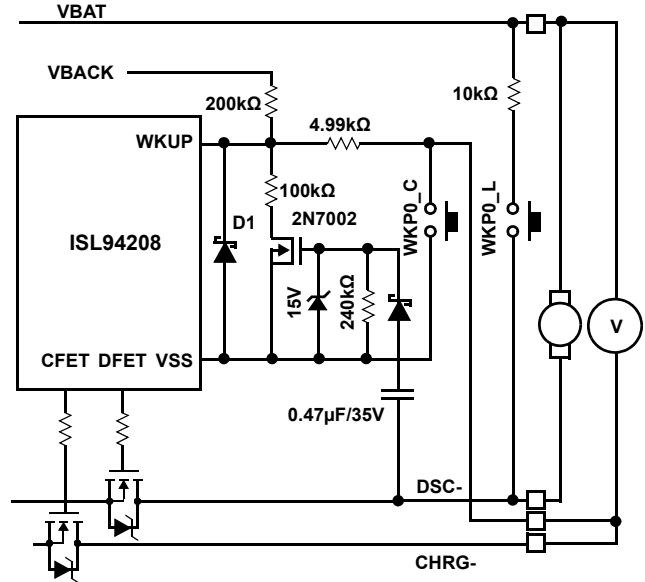 VBAT
VBACK
200kΩ
10kΩ
4.99kΩ
WKUP
100kΩ
D1
2N7002
WKP0_C
WKP0_L
ISL94208
15V
240kΩ
V
CFET DFET VSS
0.47µF/35V
DSC-
CHRG-